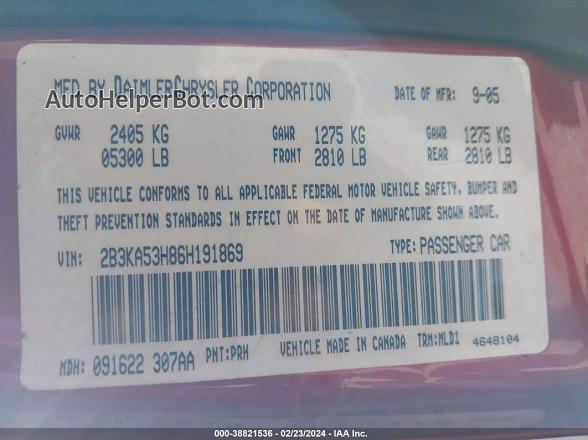 MFD BY DAIMLERCHRYSLER CORPORATION
DATE OF MFR: 9-05
AutoHelperBot.com
GVWR 2405 KG
05300 LB
GAWR 1275 KG
FRONT 2810 LB
GAWR 1275 KG
REAR 2810 LB
THIS VEHICLE CONFORMS TO ALL APPLICABLE FEDERAL MOTOR VEHICLE SAFETY, BUMPER AND
THEFT PREVENTION STANDARDS IN EFFECT ON THE DATE OF MANUFACTURE SHOWN ABOVE.
VIN: 2B3KA53H86H191869
TYPE: PASSENGER CAR
MDH: 091622 307AA
PNT: PRH
VEHICLE MADE IN CANADA
TRM: MLD1
4648104
000-38821536 - 02/23/2024 - IAA Inc.